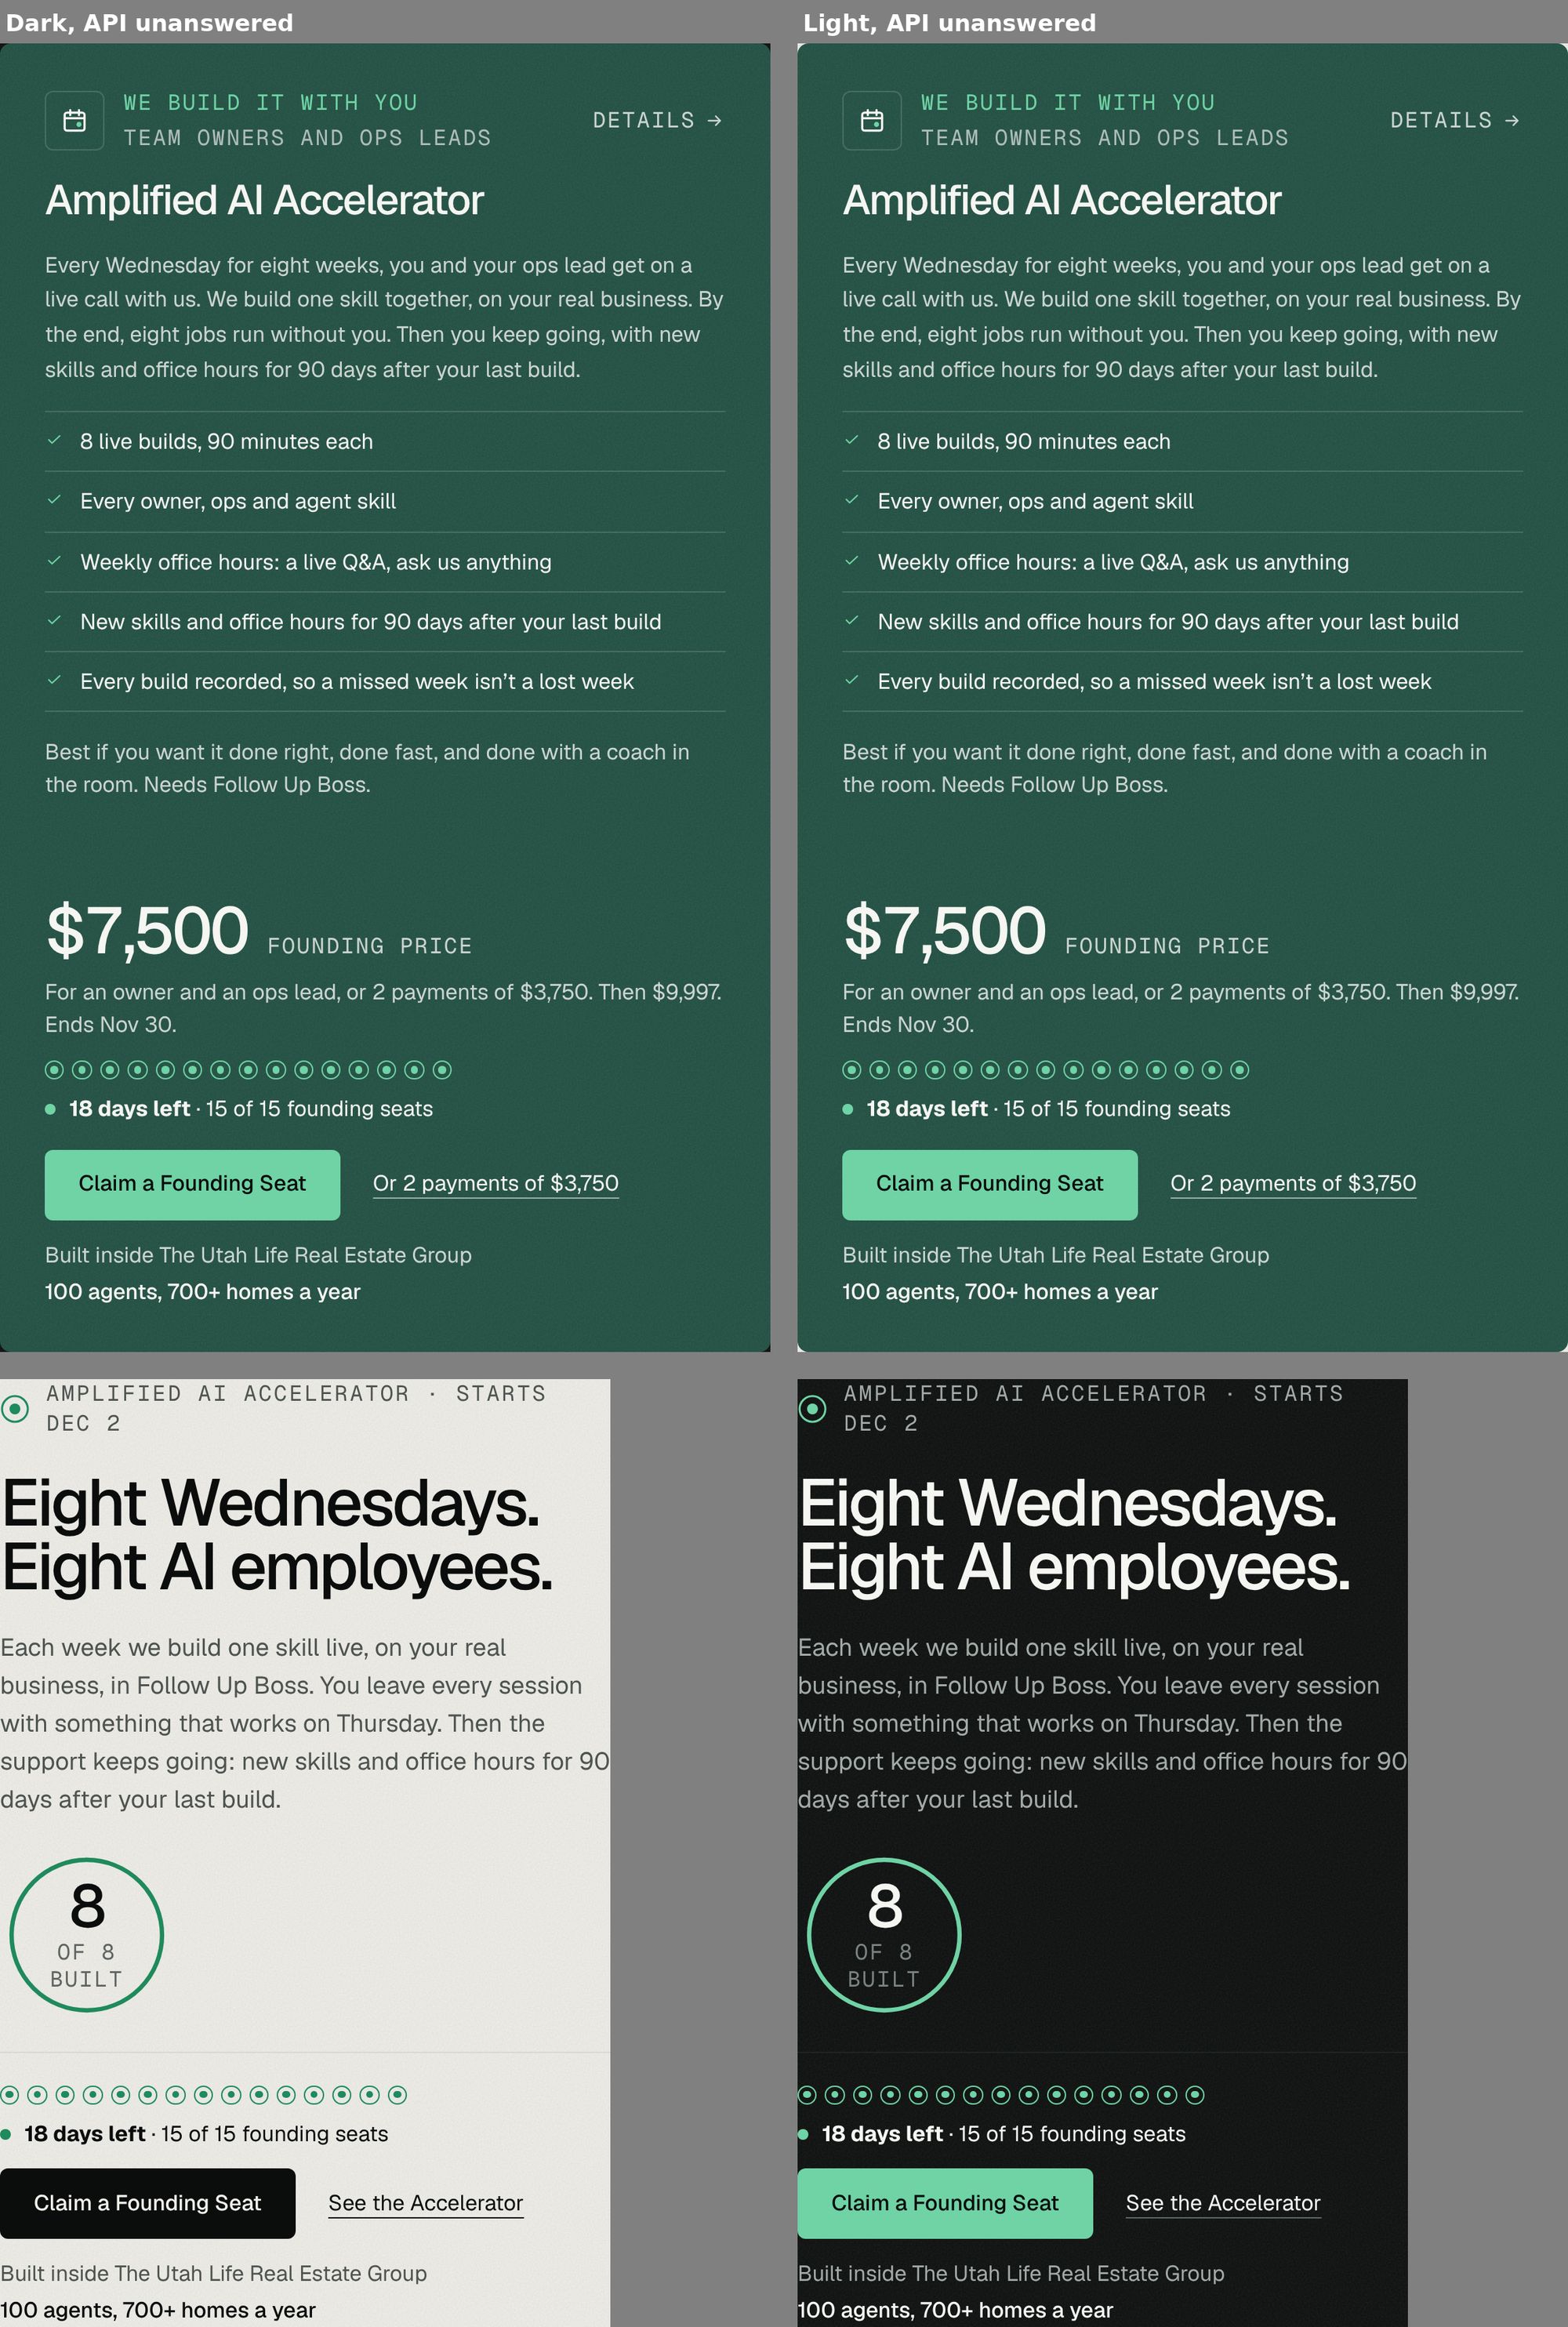 Dark, API unanswered
WE BUILD IT WITH YOU
TEAM OWNERS AND OPS LEADS
DETAILS →
Amplified AI Accelerator
Every Wednesday for eight weeks, you and your ops lead get on a
live call with us. We build one skill together, on your real business. By
the end, eight jobs run without you. Then you keep going, with new
skills and office hours for 90 days after your last build.
8 live builds, 90 minutes each
Every owner, ops and agent skill
Weekly office hours: a live Q&A, ask us anything
New skills and office hours for 90 days after your last build
Every build recorded, so a missed week isn’t a lost week
Best if you want it done right, done fast, and done with a coach in
the room. Needs Follow Up Boss.
$7,500 FOUNDING PRICE
For an owner and an ops lead, or 2 payments of $3,750. Then $9,997.
Ends Nov 30.
18 days left · 15 of 15 founding seats
Claim a Founding Seat
Or 2 payments of $3,750
Built inside The Utah Life Real Estate Group
100 agents, 700+ homes a year
Light, API unanswered
WE BUILD IT WITH YOU
TEAM OWNERS AND OPS LEADS
DETAILS →
Amplified AI Accelerator
Every Wednesday for eight weeks, you and your ops lead get on a
live call with us. We build one skill together, on your real business. By
the end, eight jobs run without you. Then you keep going, with new
skills and office hours for 90 days after your last build.
8 live builds, 90 minutes each
Every owner, ops and agent skill
Weekly office hours: a live Q&A, ask us anything
New skills and office hours for 90 days after your last build
Every build recorded, so a missed week isn’t a lost week
Best if you want it done right, done fast, and done with a coach in
the room. Needs Follow Up Boss.
$7,500 FOUNDING PRICE
For an owner and an ops lead, or 2 payments of $3,750. Then $9,997.
Ends Nov 30.
18 days left · 15 of 15 founding seats
Claim a Founding Seat
Or 2 payments of $3,750
Built inside The Utah Life Real Estate Group
100 agents, 700+ homes a year
AMPLIFIED AI ACCELERATOR · STARTS
DEC 2
Eight Wednesdays.
Eight AI employees.
Each week we build one skill live, on your real
business, in Follow Up Boss. You leave every session
with something that works on Thursday. Then the
support keeps going: new skills and office hours for 90
days after your last build.
8
OF 8
BUILT
18 days left · 15 of 15 founding seats
Claim a Founding Seat
See the Accelerator
Built inside The Utah Life Real Estate Group
100 agents, 700+ homes a year
AMPLIFIED AI ACCELERATOR · STARTS
DEC 2
Eight Wednesdays.
Eight AI employees.
Each week we build one skill live, on your real
business, in Follow Up Boss. You leave every session
with something that works on Thursday. Then the
support keeps going: new skills and office hours for 90
days after your last build.
8
OF 8
BUILT
18 days left · 15 of 15 founding seats
Claim a Founding Seat
See the Accelerator
Built inside The Utah Life Real Estate Group
100 agents, 700+ homes a year